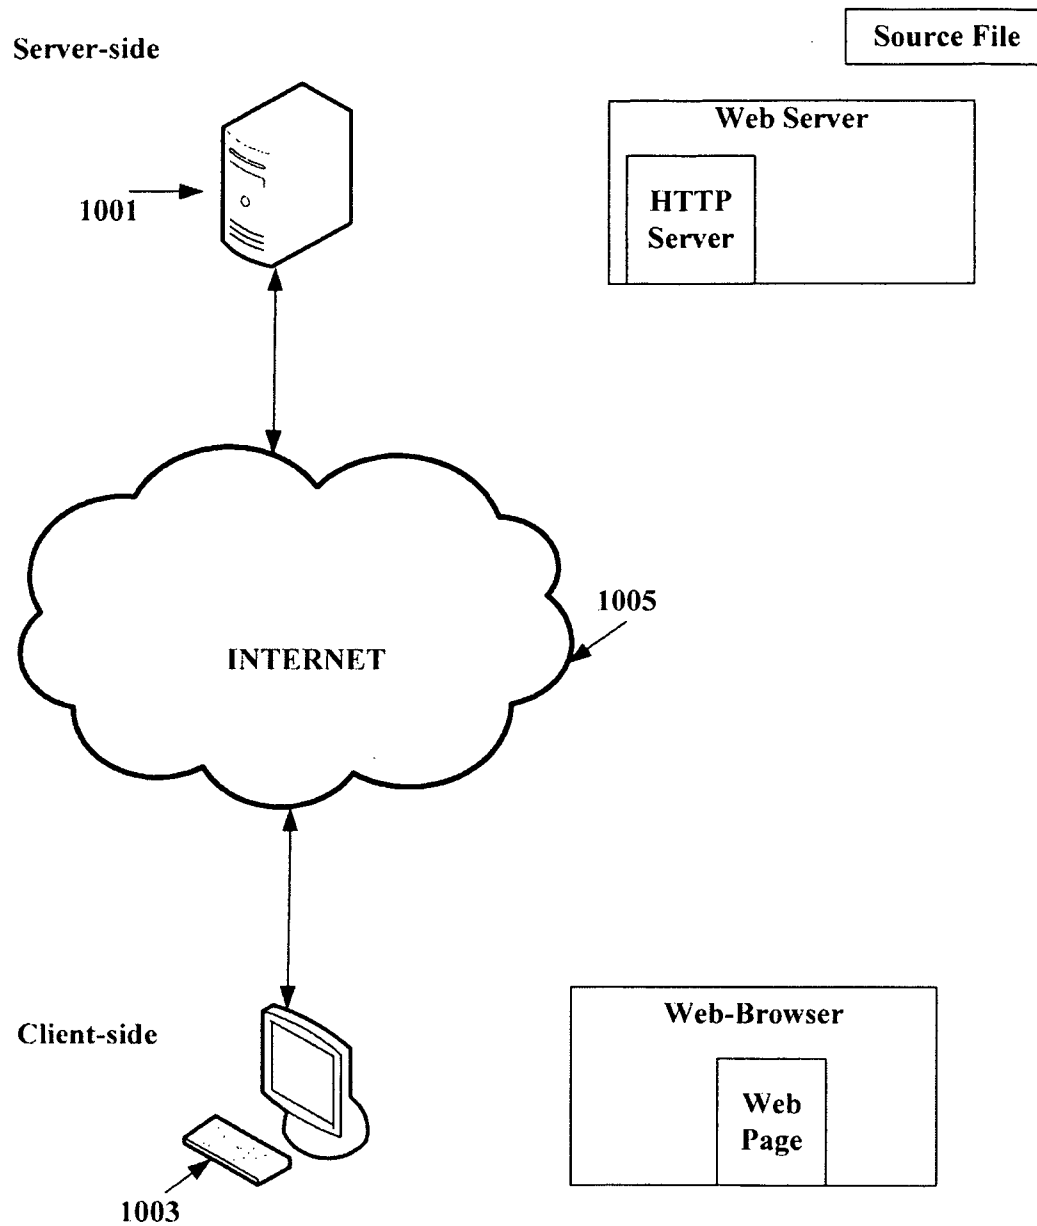 Server-side
Source File
Web Server
HTTP
Server
1001
1005
INTERNET
Client-side
Web-Browser
Web
Page
1003